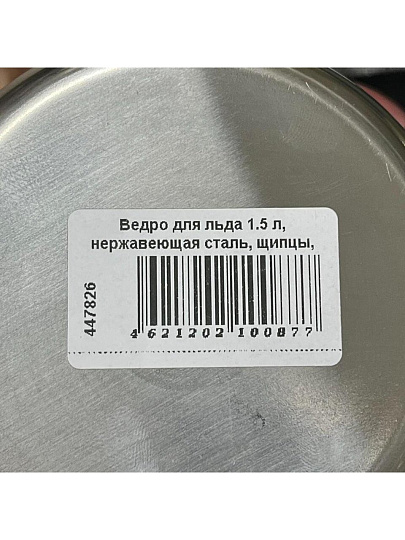 Ведро для льда 1.5 л,
нержавеющая сталь, щипцы,
447826
4 621202 100877